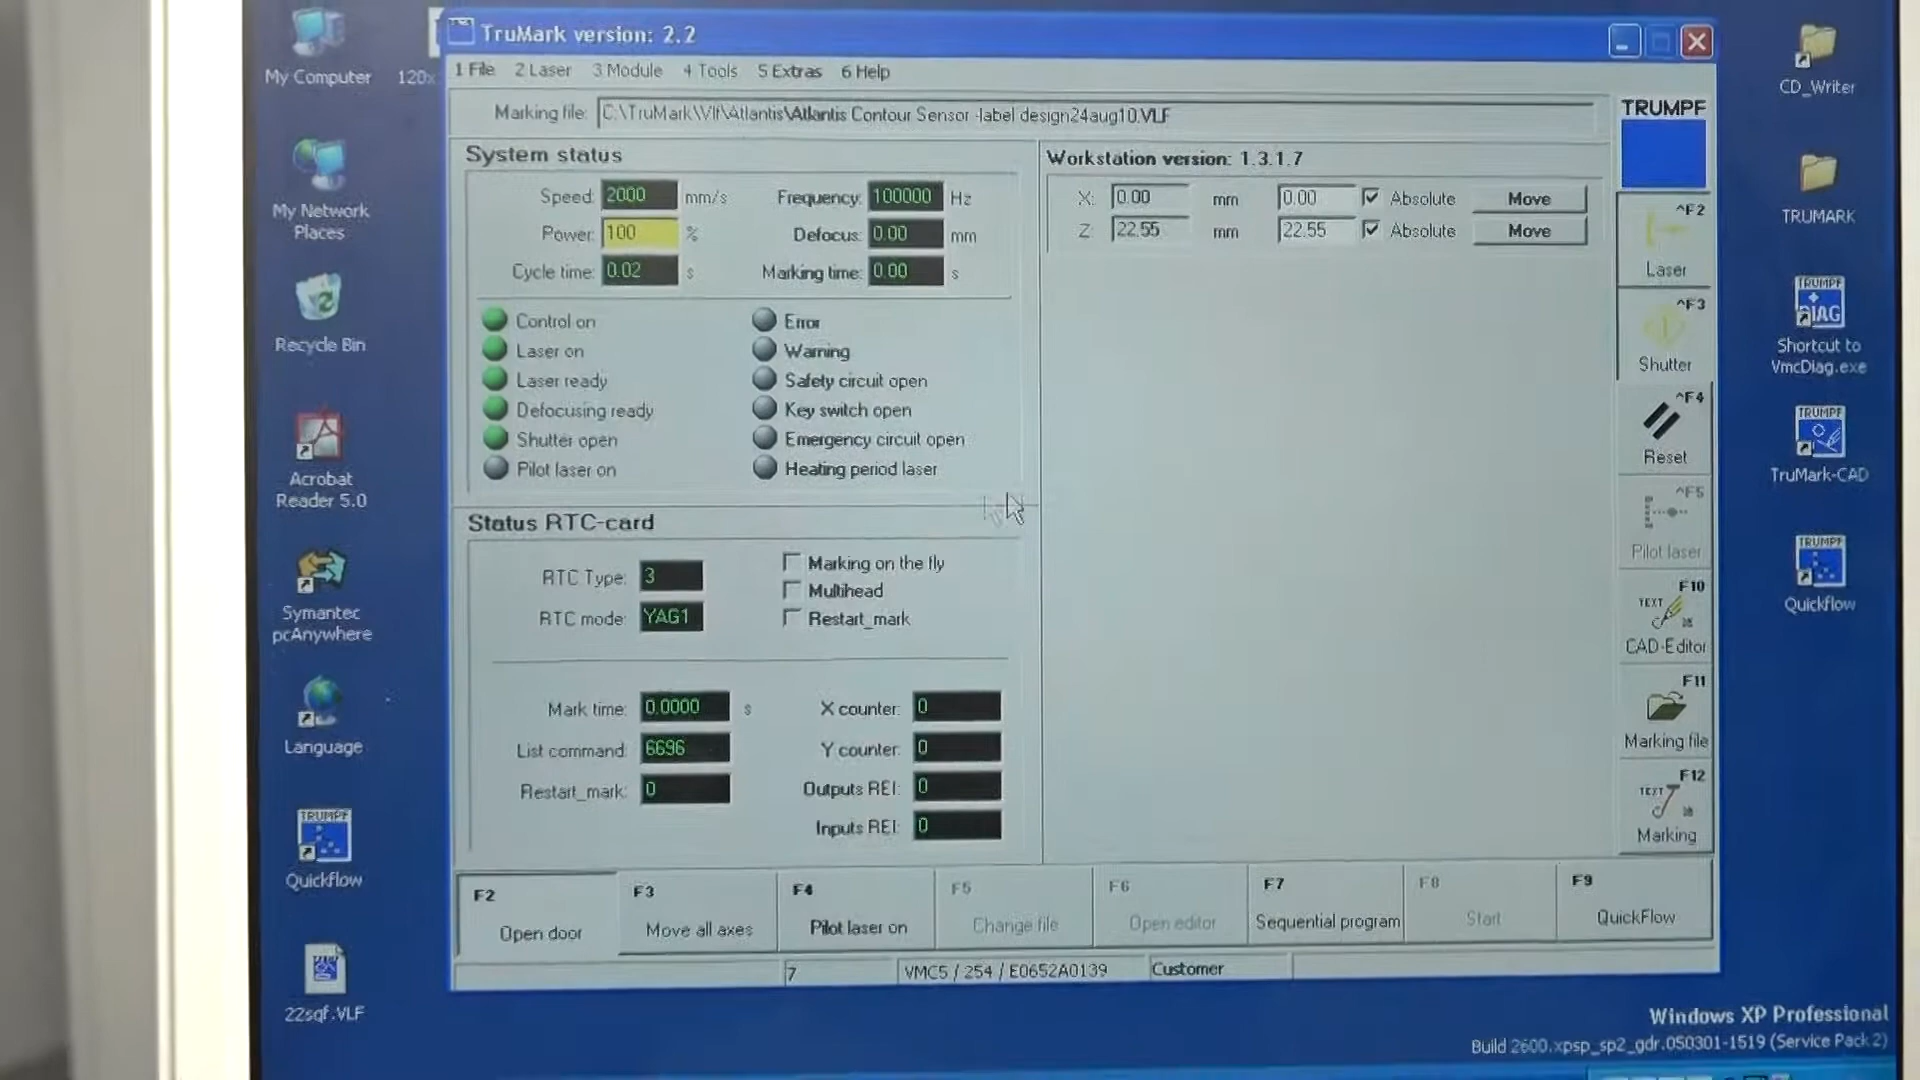 My Computer
120x
My Network
Places
Recycle Bin
Acrobat
Reader 5.0
Symantec
pcAnywhere
Language
TRUMPF
Quickflow
22sqf.VLF
TruMark version: 2.2
1 File 2 Laser 3 Module 4 Tools 5 Extras 6 Help
Marking file: C:\TruMark\Vlf\Atlantis\Atlantis Contour Sensor -label design24aug10.VLF
System status
Speed: 2000 mm/s Frequency: 100000 Hz
Power: 100 % Defocus: 0.00 mm
Cycle time: 0.02 s Marking time: 0.00 s
Control on Error
Laser on Warning
Laser ready Safety circuit open
Defocusing ready Key switch open
Shutter open Emergency circuit open
Pilot laser on Heating period laser
Status RTC-card
RTC Type: 3
RTC mode: YAG1
Marking on the fly
Multihead
Restart_mark
Mark time: 0.0000 s X counter: 0
List command: 6696 Y counter: 0
Restart_mark: 0 Outputs REI: 0
Inputs REI: 0
Workstation version: 1.3.1.7
X: 0.00 mm 0.00 Absolute Move
Z: 22.55 mm 22.55 Absolute Move
TRUMPF
^F2
Laser
^F3
Shutter
^F4
Reset
^F5
Pilot laser
F10
TEXT
CAD-Editor
F11
Marking file
F12
TEXT
Marking
F2 Open door
F3 Move all axes
F4 Pilot laser on
F5 Change file
F6 Open editor
F7 Sequential program
F8 Start
F9 QuickFlow
7 VMC5 / 254 / E0652A0139 Customer
CD_Writer
TRUMARK
TRUMPF
DIAG
Shortcut to
VmcDiag.exe
TRUMPF
TruMark-CAD
TRUMPF
Quickflow
Windows XP Professional
Build 2600.xpsp_sp2_gdr.050301-1519 (Service Pack 2)